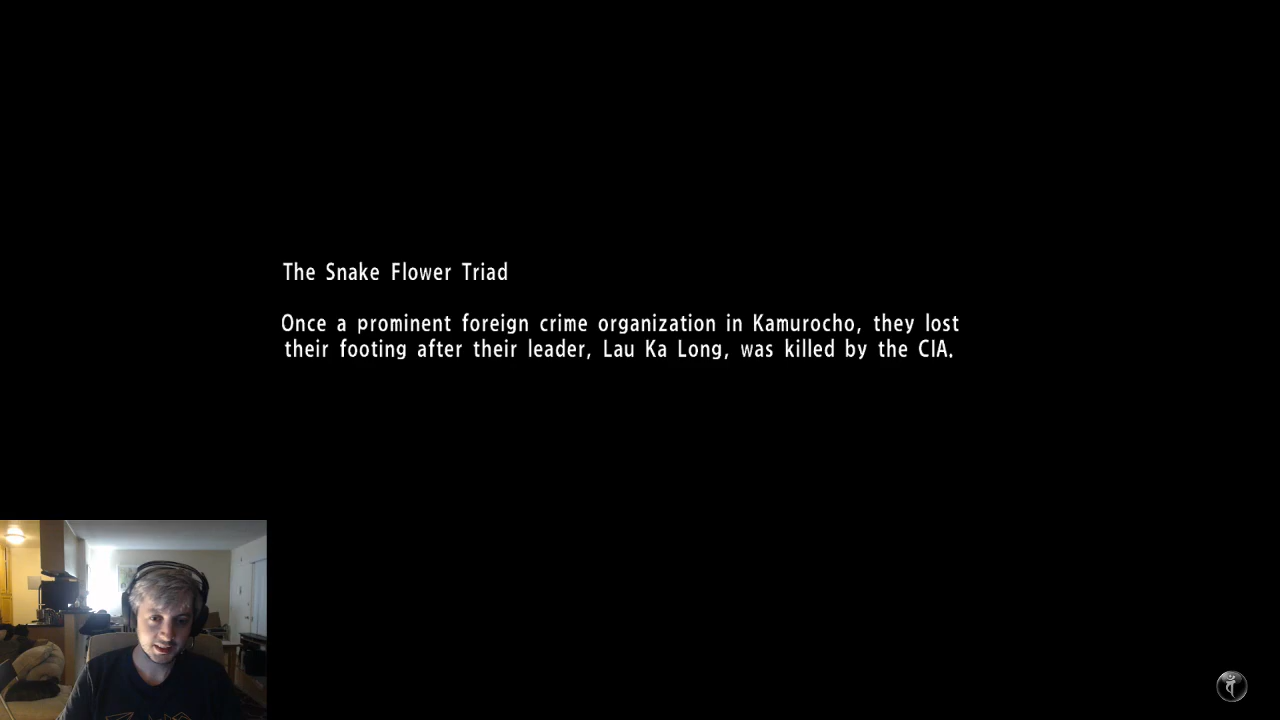 The Snake Flower Triad
Once a prominent foreign crime organization in Kamurocho, they lost
their footing after their leader, Lau Ka Long, was killed by the CIA.